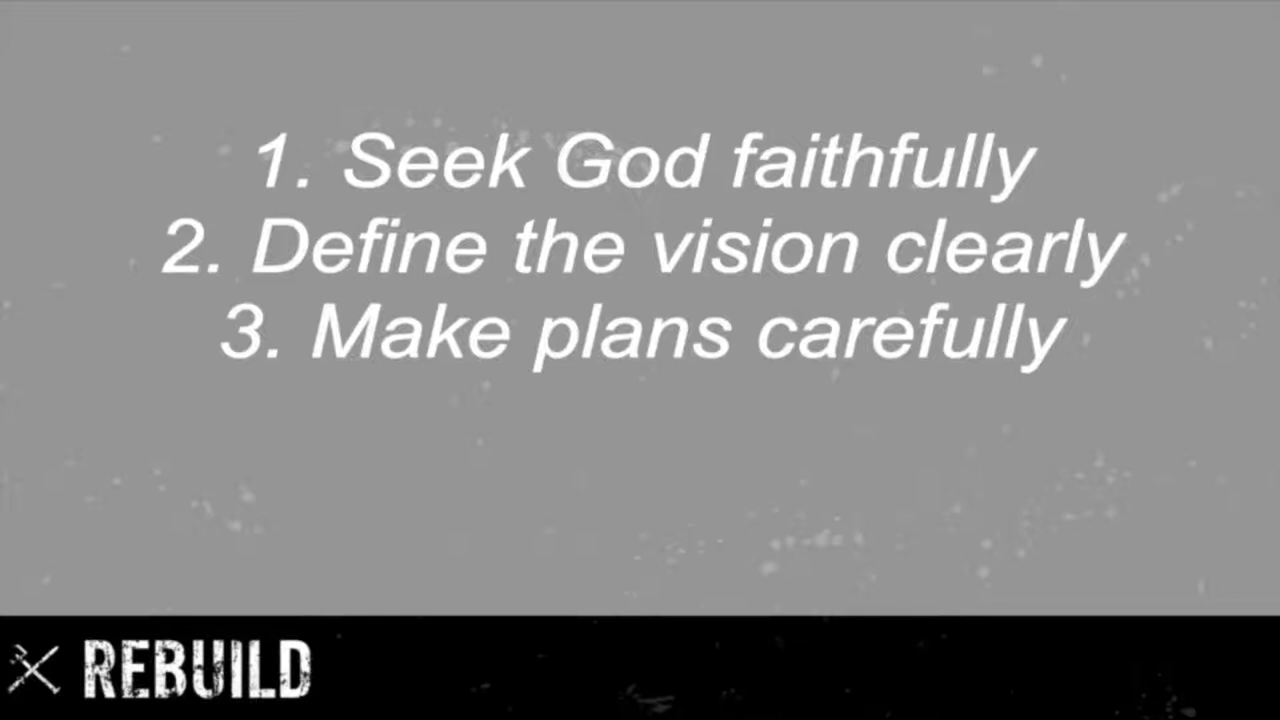 1. Seek God faithfully
2. Define the vision clearly
3. Make plans carefully
REBUILD